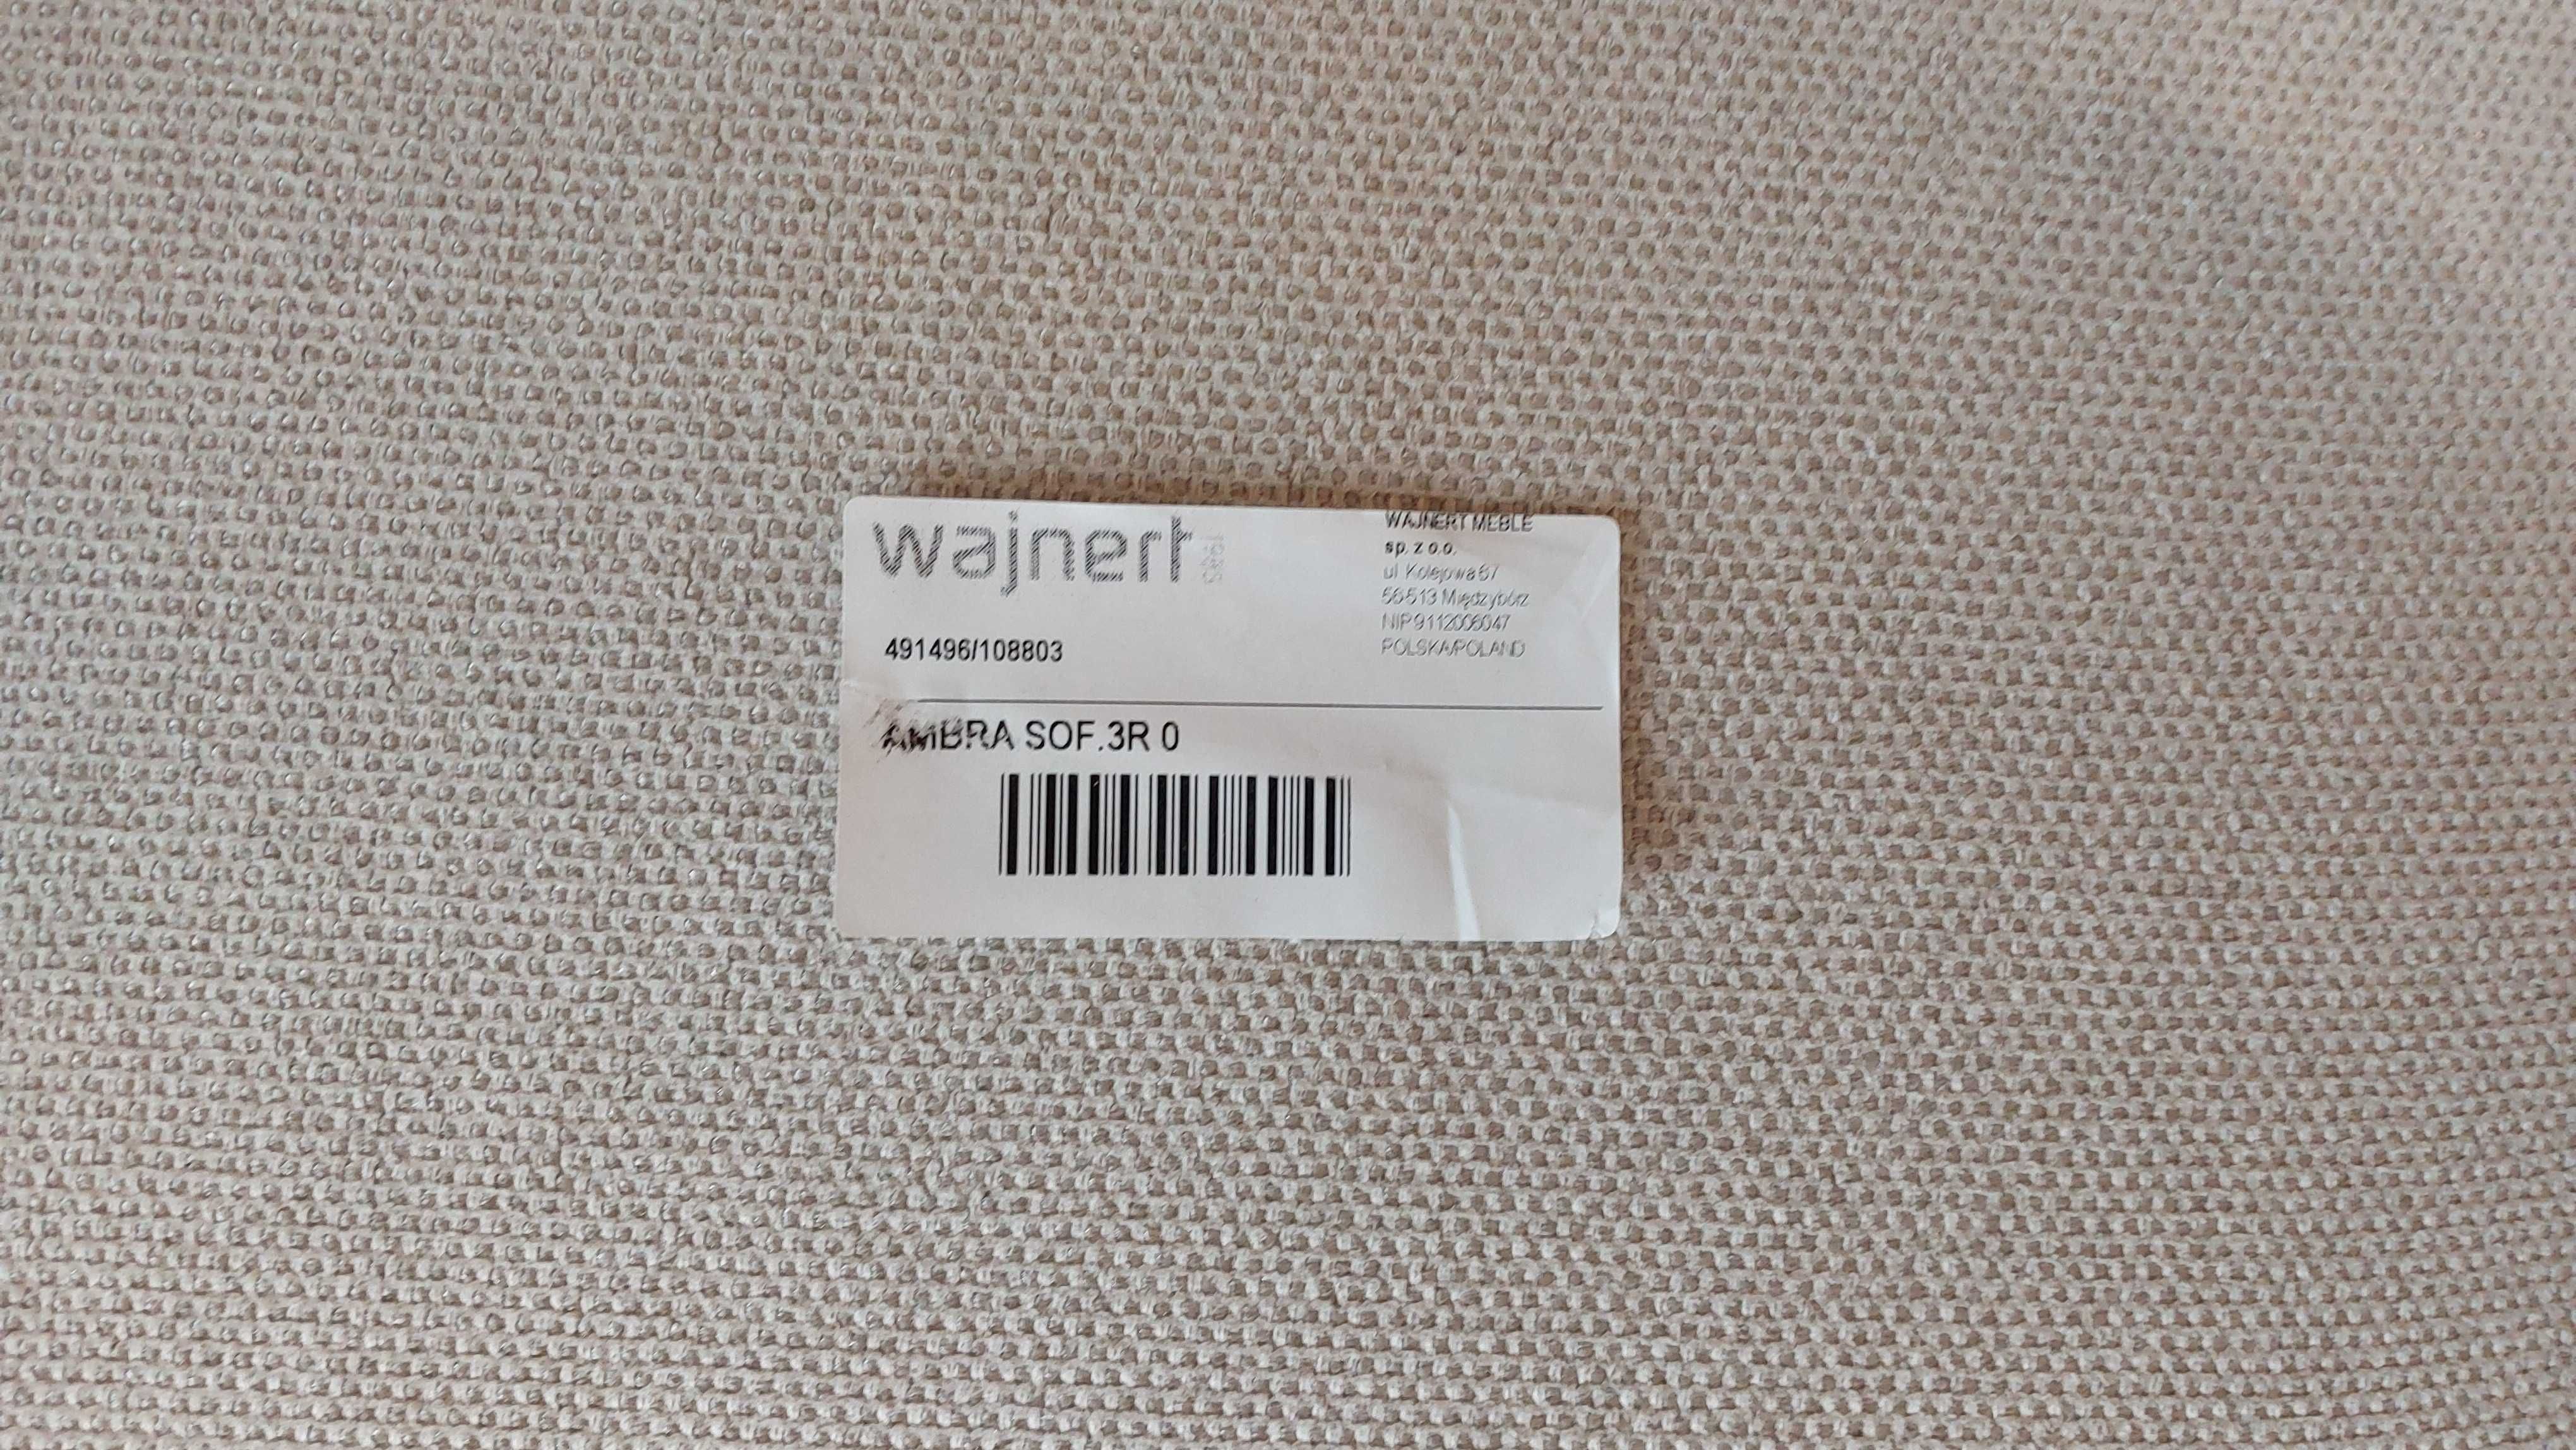 wajnert
WAJNERT MEBLE
sp. z o.o.
ul Kolejowa 67
56-513 Międzybórz
NIP 9112006047
POLSKA/POLAND
491496/108803
AMBRA SOF.3R 0